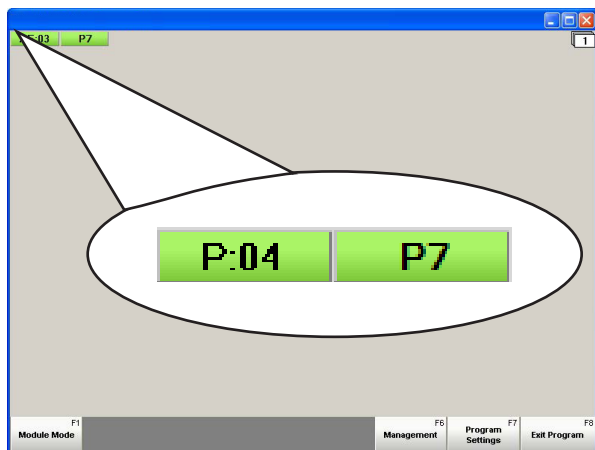 P7
1
P:04 P7
F1
Module Mode
F6
Management
F7
Program
Settings
F8
Exit Program